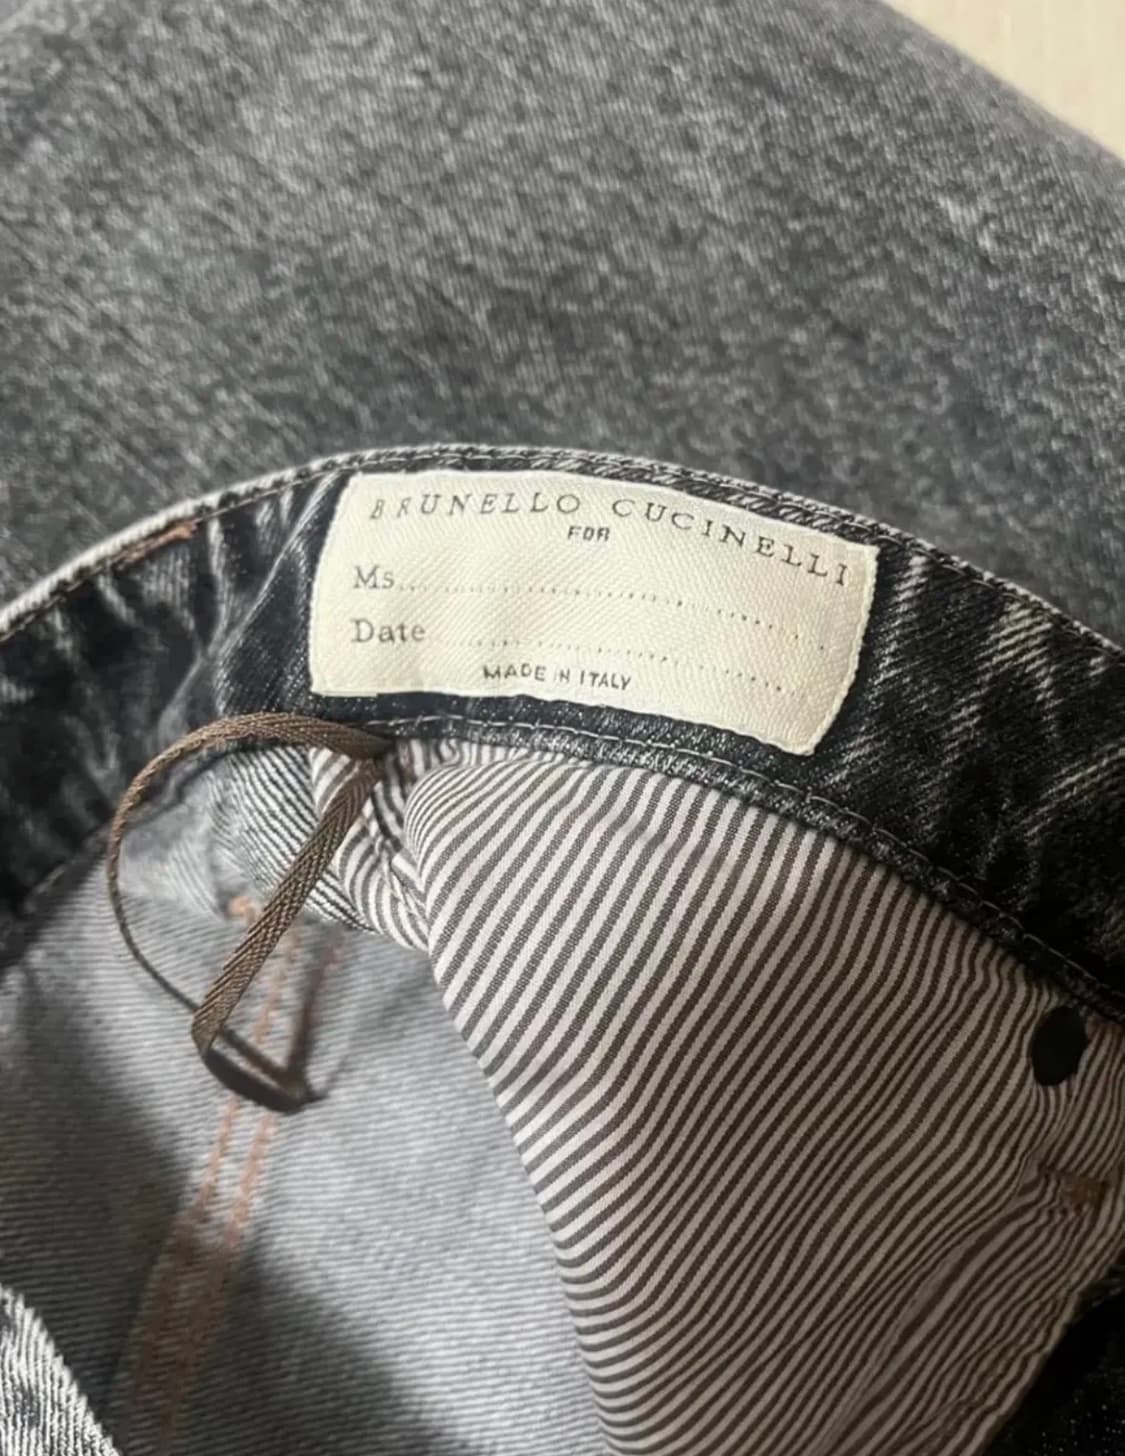 BRUNELLO CUCINELLI
FOR
Ms....................................................
Date ................................................
MADE IN ITALY